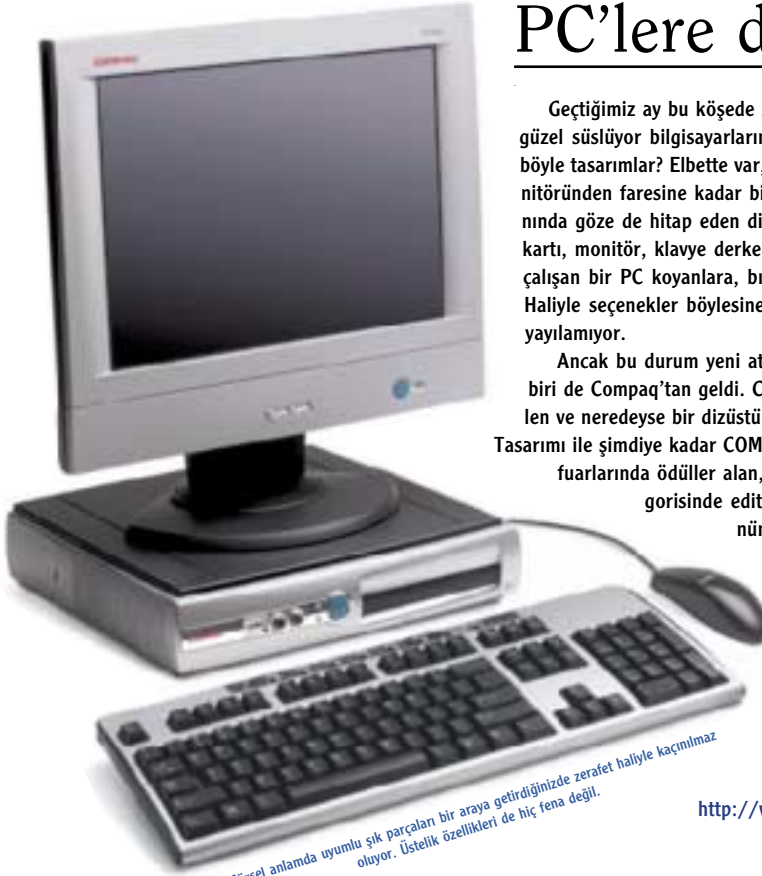 PC'lere d
Geçtiğimiz ay bu köşede
güzel süslüyor bilgisayarların
böyle tasarımlar? Elbette var,
nitöründen faresine kadar bi
nında göze de hitap eden di
kartı, monitör, klavye derke
çalışan bir PC koyanlara, bı
Haliyle seçenekler böylesine
yayılamıyor.
Ancak bu durum yeni at
biri de Compaq'tan geldi. C
len ve neredeyse bir dizüstü
Tasarımı ile şimdiye kadar COM
fuarlarında ödüller alan,
gorisinde edit
nün
anlamda uyumlu şık parçaları bir araya getirdiğinizde zerafet haliyle kaçınılmaz
oluyor. Üstelik özellikleri de hiç fena değil.
http://w